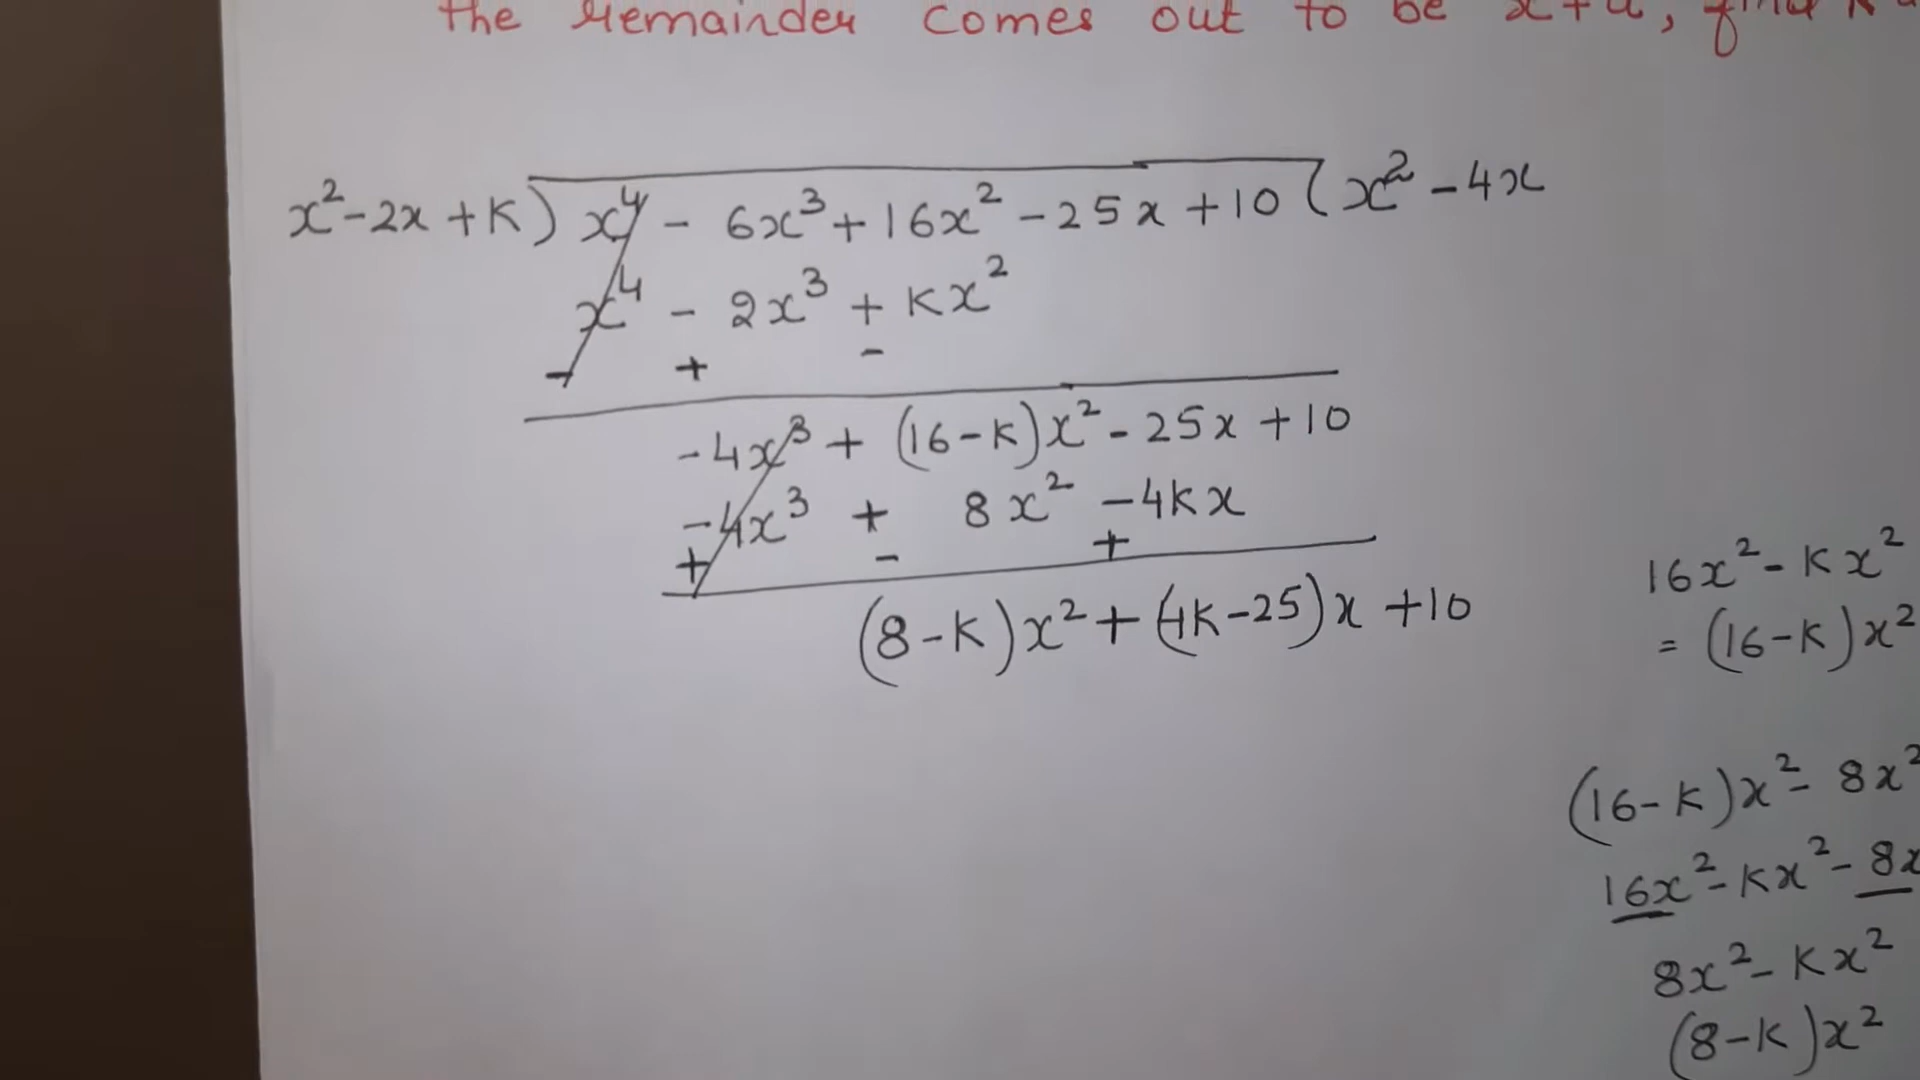 the remainder comes out to be x+a, find k
x² - 2x + k ) x⁴ - 6x³ + 16x² - 25x + 10 ( x² - 4x
x⁴ - 2x³ + kx²
- + -
-4x³ + (16-k)x² - 25x + 10
-4x³ + 8x² - 4kx
+ - +
(8-k)x² + (4k-25)x + 10
16x² - kx²
= (16-k)x²
(16-k)x² - 8x²
16x² - kx² - 8x
8x² - kx²
(8-k)x²